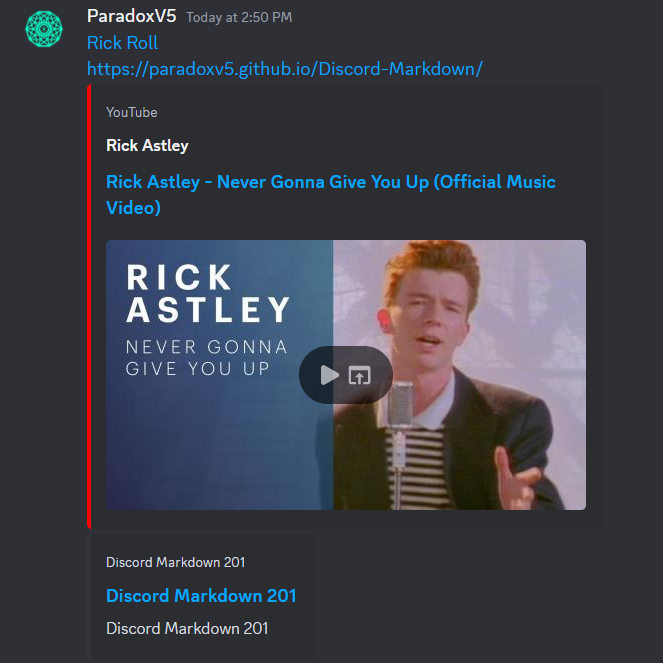 ParadoxV5 Today at 2:50 PM
Rick Roll
https://paradoxv5.github.io/Discord-Markdown/
YouTube
Rick Astley
Rick Astley - Never Gonna Give You Up (Official Music
Video)
RICK
ASTLEY
NEVER GONNA
GIVE YOU UP
Discord Markdown 201
Discord Markdown 201
Discord Markdown 201